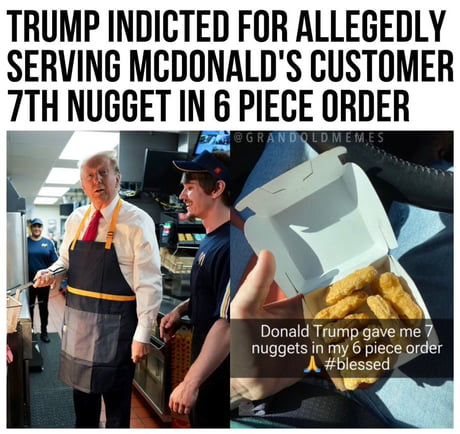 TRUMP INDICTED FOR ALLEGEDLY
SERVING MCDONALD'S CUSTOMER
7TH NUGGET IN 6 PIECE ORDER
@GRANDOLDMEMES
Donald Trump gave me 7
nuggets in my 6 piece order
🙏 #blessed